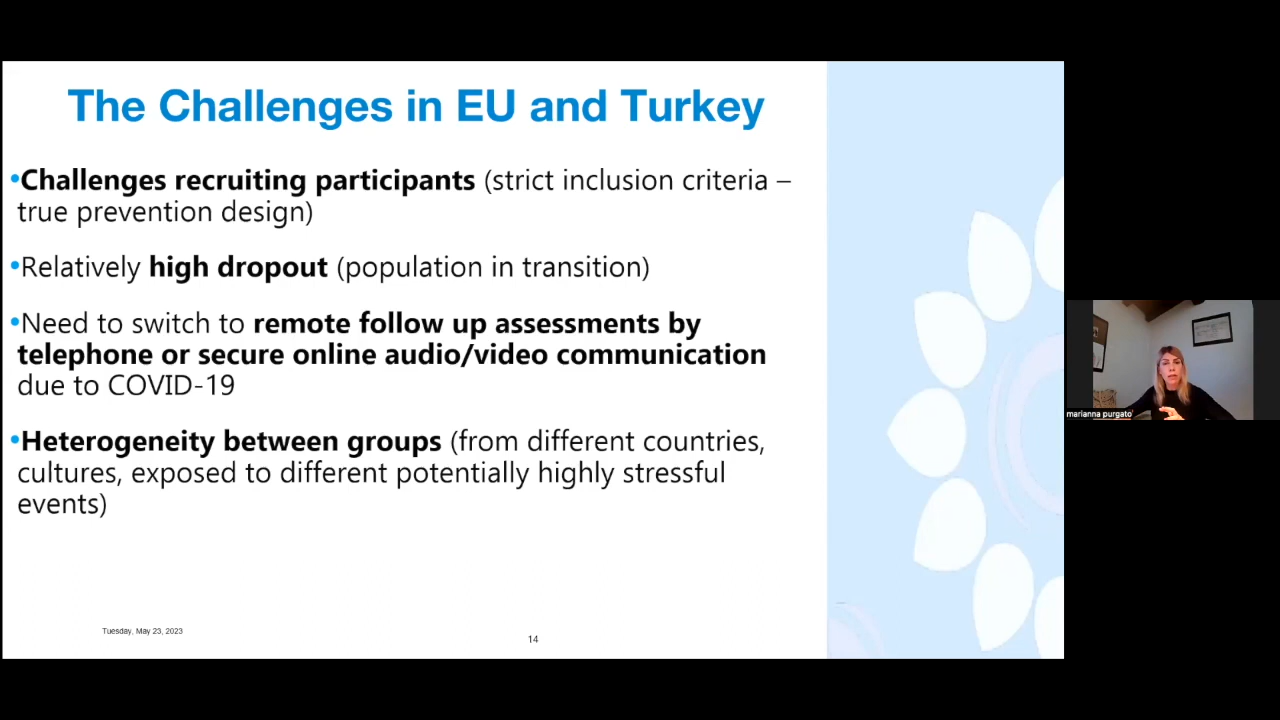 The Challenges in EU and Turkey
•Challenges recruiting participants (strict inclusion criteria –
true prevention design)
•Relatively high dropout (population in transition)
•Need to switch to remote follow up assessments by
telephone or secure online audio/video communication
due to COVID-19
•Heterogeneity between groups (from different countries,
cultures, exposed to different potentially highly stressful
events)
marianna purgato
Tuesday, May 23, 2023
14